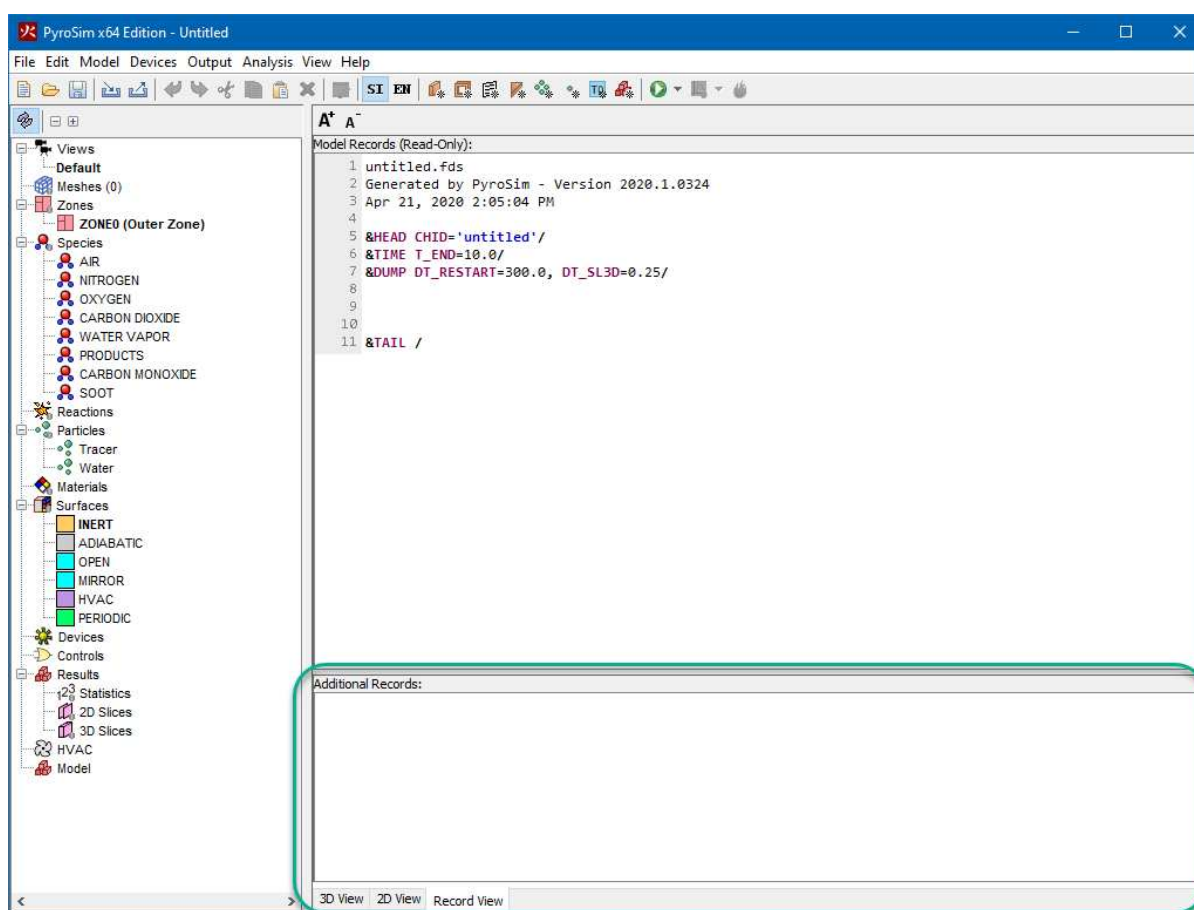 PyroSim x64 Edition - Untitled
File Edit Model Devices Output Analysis View Help
SI EN
A+ A-
Views
Default
Meshes (0)
Zones
ZONE0 (Outer Zone)
Species
AIR
NITROGEN
OXYGEN
CARBON DIOXIDE
WATER VAPOR
PRODUCTS
CARBON MONOXIDE
SOOT
Reactions
Particles
Tracer
Water
Materials
Surfaces
INERT
ADIABATIC
OPEN
MIRROR
HVAC
PERIODIC
Devices
Controls
Results
Statistics
2D Slices
3D Slices
HVAC
Model
Model Records (Read-Only):
1 untitled.fds
2 Generated by PyroSim - Version 2020.1.0324
3 Apr 21, 2020 2:05:04 PM
4
5 &HEAD CHID='untitled'/
6 &TIME T_END=10.0/
7 &DUMP DT_RESTART=300.0, DT_SL3D=0.25/
8
9
10
11 &TAIL /
Additional Records:
3D View 2D View Record View